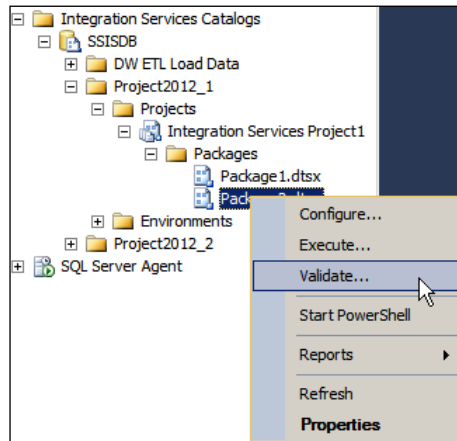 Integration Services Catalogs
SSISDB
DW ETL Load Data
Project2012_1
Projects
Integration Services Project1
Packages
Package1.dtsx
Environments
Project2012_2
SQL Server Agent
Configure...
Execute...
Validate...
Start PowerShell
Reports
Refresh
Properties